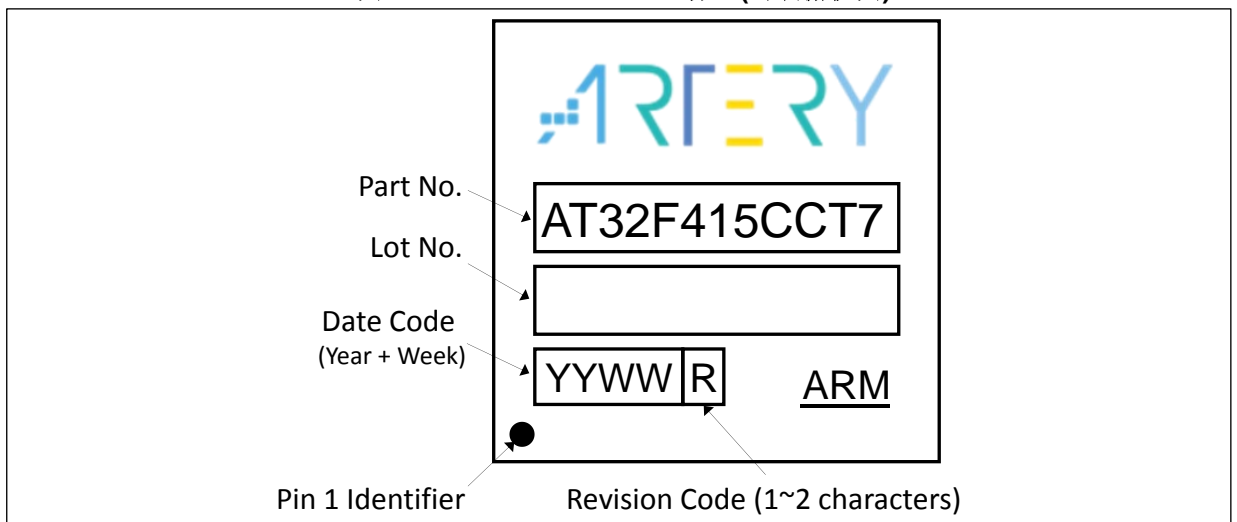 ARTERY
Part No.
AT32F415CCT7
Lot No.
Date Code
(Year + Week)
YYWW R
ARM
Pin 1 Identifier
Revision Code (1~2 characters)